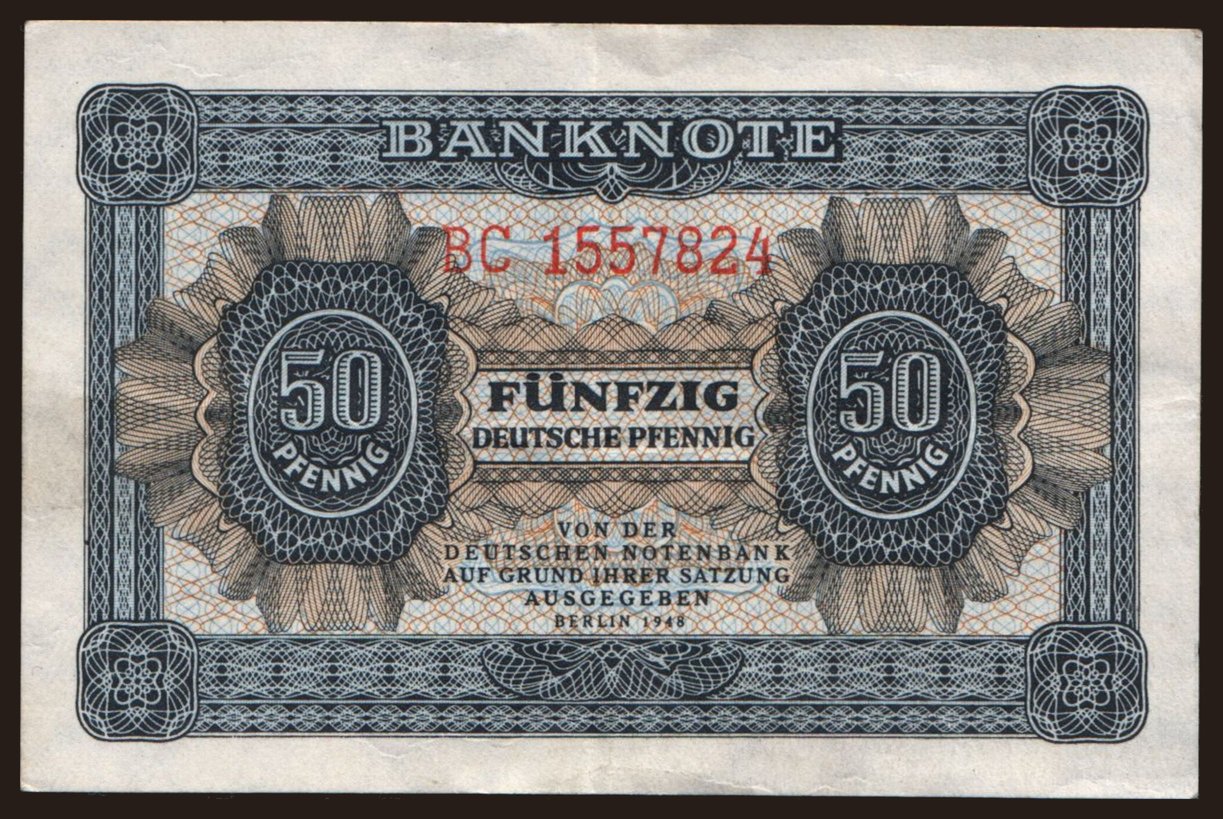 BANKNOTE
BC 1557824
50
PFENNIG
FÜNFZIG
DEUTSCHE PFENNIG
50
PFENNIG
VON DER
DEUTSCHEN NOTENBANK
AUF GRUND IHRER SATZUNG
AUSGEGEBEN
BERLIN 1948